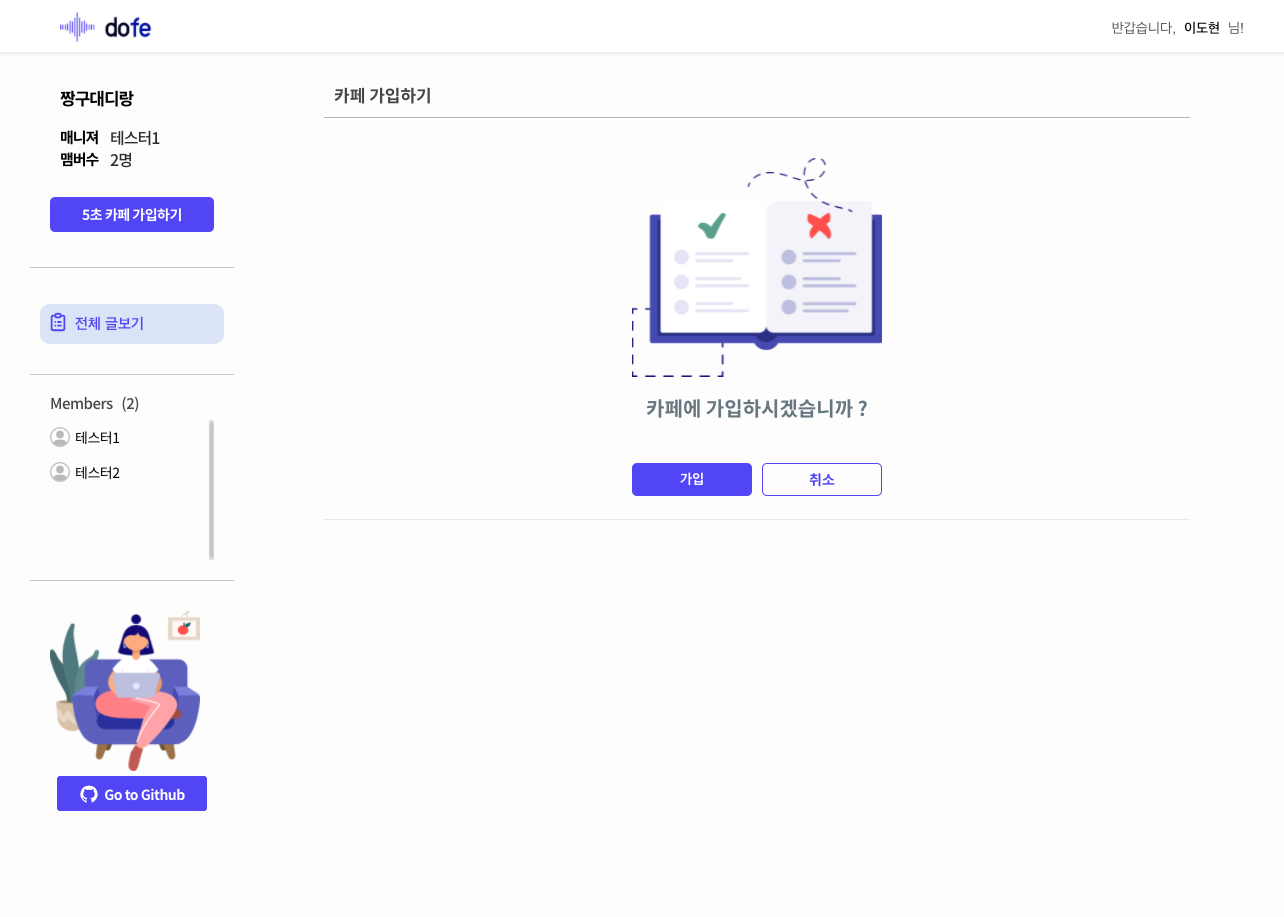 dofe
반갑습니다, 이도현 님!
짱구대디랑
매니져 테스터1
맴버수 2명
5초 카페 가입하기
전체 글보기
Members (2)
테스터1
테스터2
Go to Github
카페 가입하기
카페에 가입하시겠습니까 ?
가입 취소